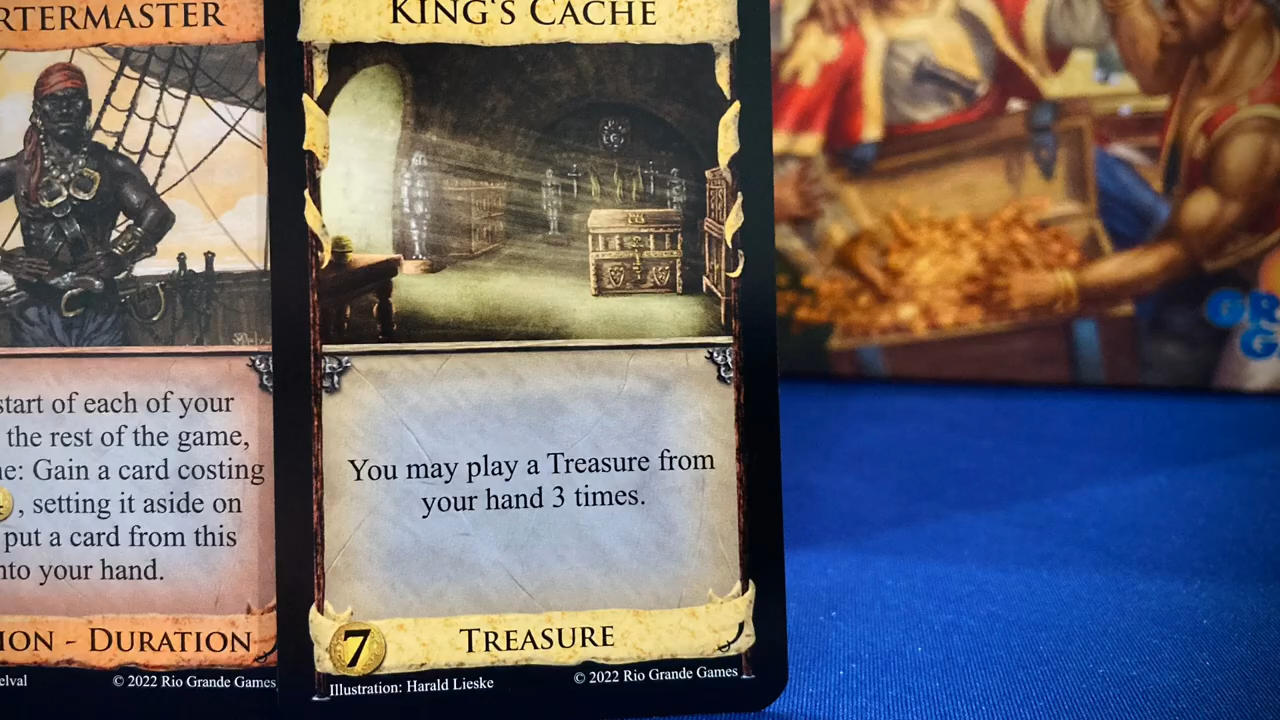 RTERMASTER
start of each of your
the rest of the game,
e: Gain a card costing
, setting it aside on
put a card from this
nto your hand.
ION - DURATION
elval
© 2022 Rio Grande Games
KING'S CACHE
You may play a Treasure from
your hand 3 times.
7
TREASURE
Illustration: Harald Lieske
© 2022 Rio Grande Games
GR
G